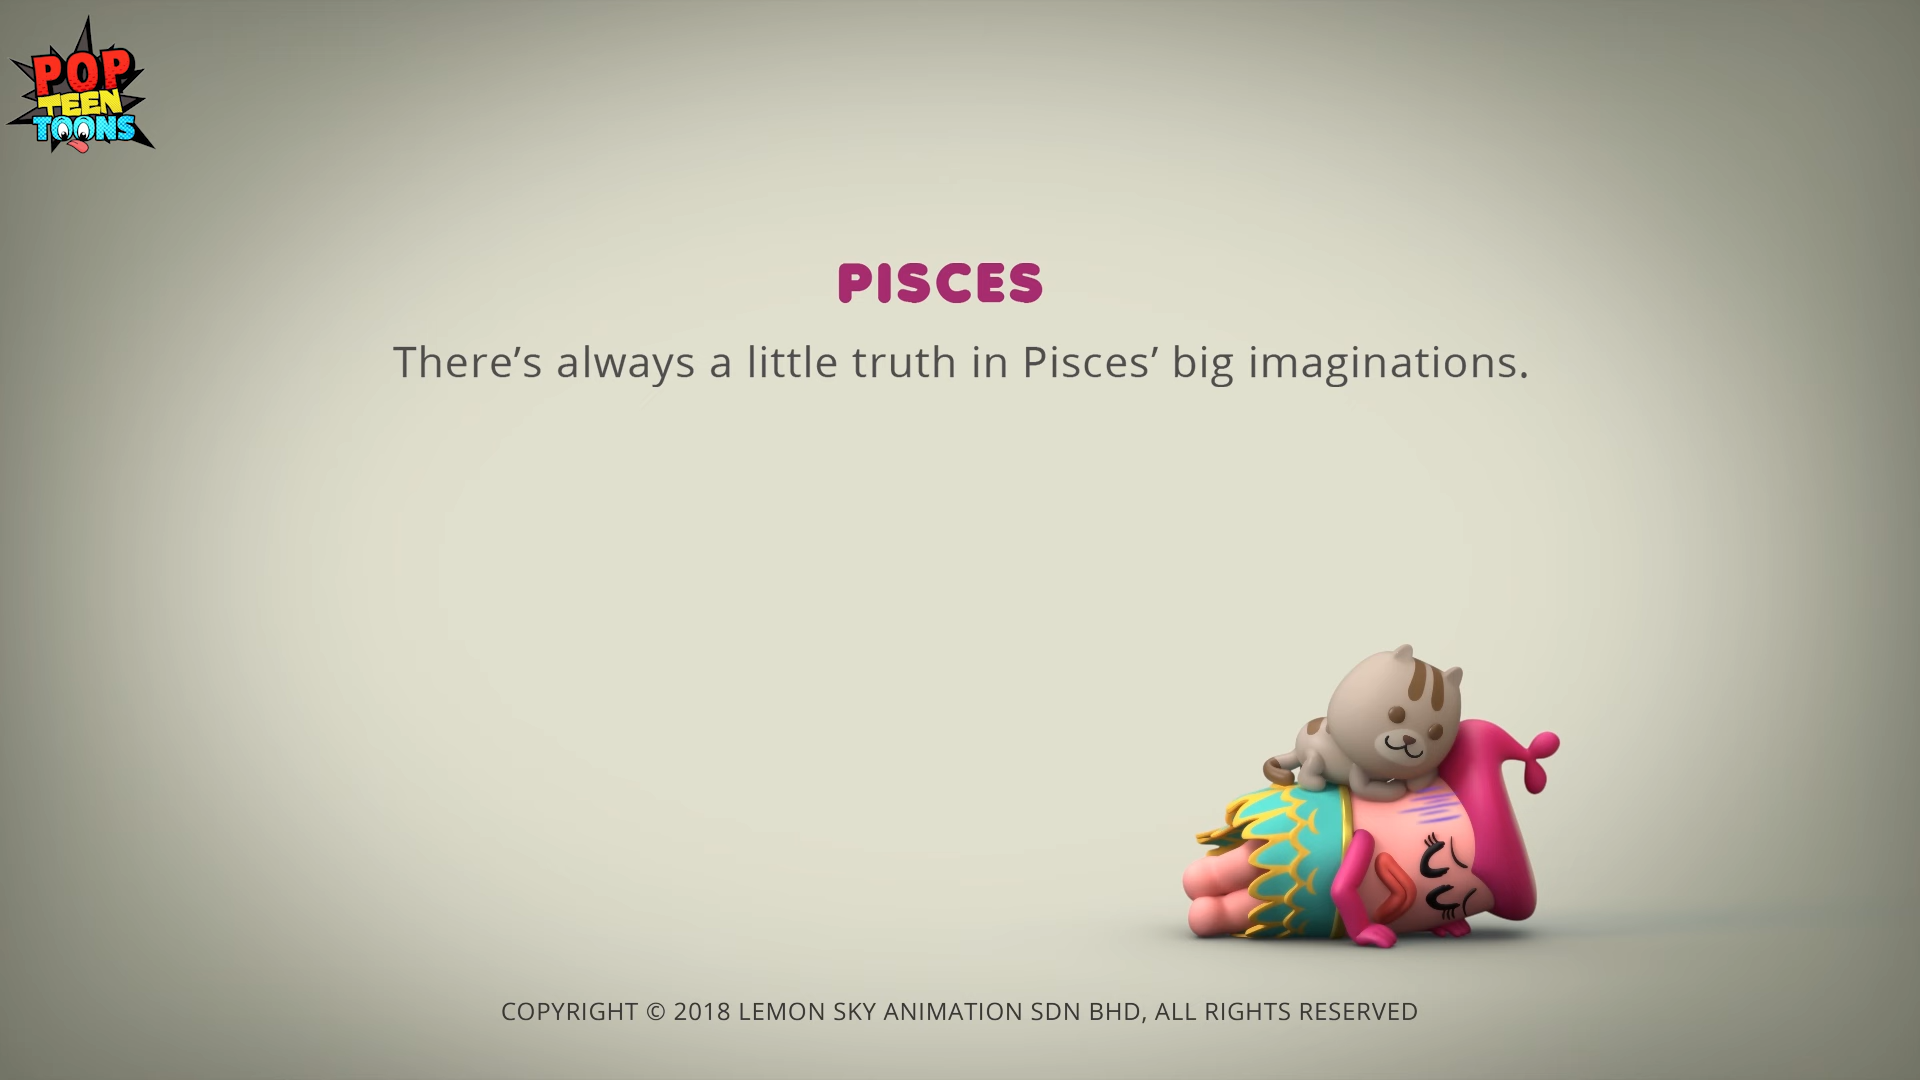 POP
TEEN
TOONS
PISCES
There’s always a little truth in Pisces’ big imaginations.
COPYRIGHT © 2018 LEMON SKY ANIMATION SDN BHD, ALL RIGHTS RESERVED